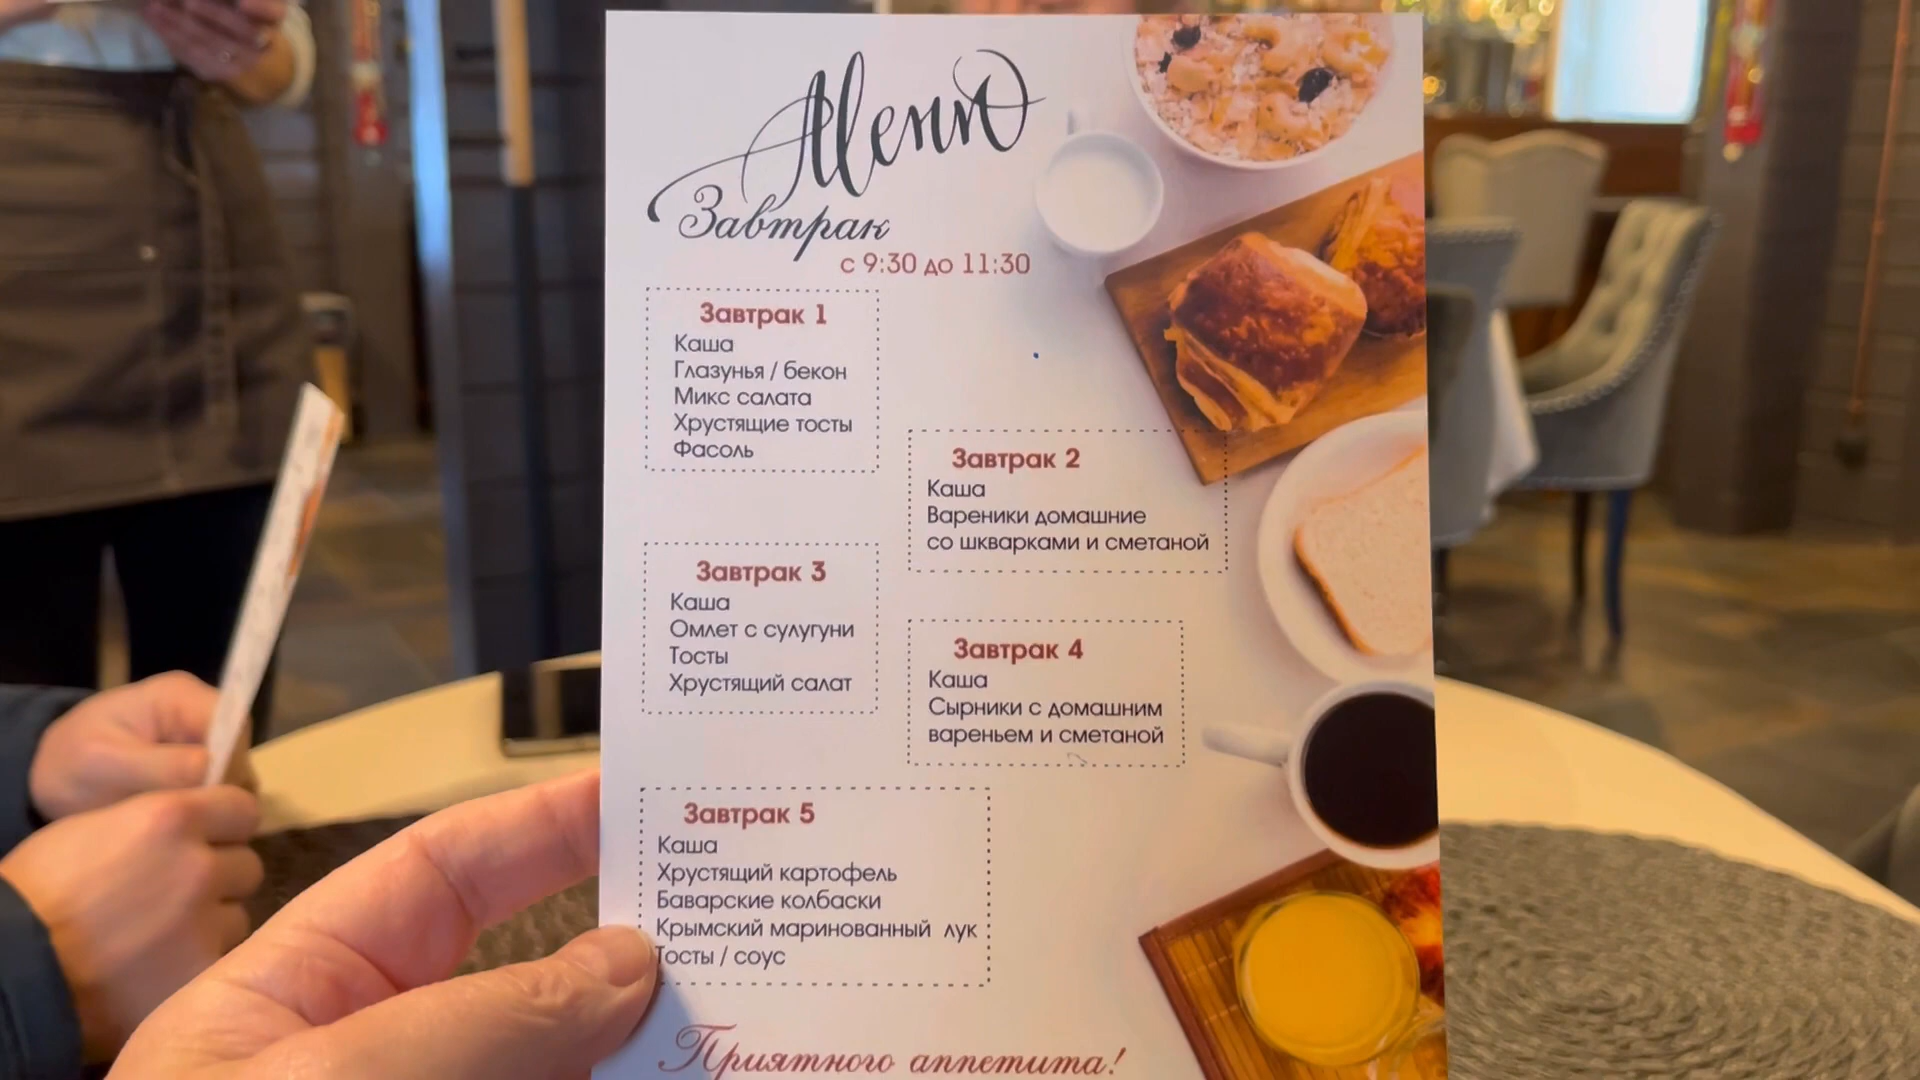 Меню
Завтрак
с 9:30 до 11:30
Завтрак 1
Каша
Глазунья / бекон
Микс салата
Хрустящие тосты
Фасоль
Завтрак 2
Каша
Вареники домашние
со шкварками и сметаной
Завтрак 3
Каша
Омлет с сулугуни
Тосты
Хрустящий салат
Завтрак 4
Каша
Сырники с домашним
вареньем и сметаной
Завтрак 5
Каша
Хрустящий картофель
Баварские колбаски
Крымский маринованный лук
Тосты / соус
Приятного аппетита!